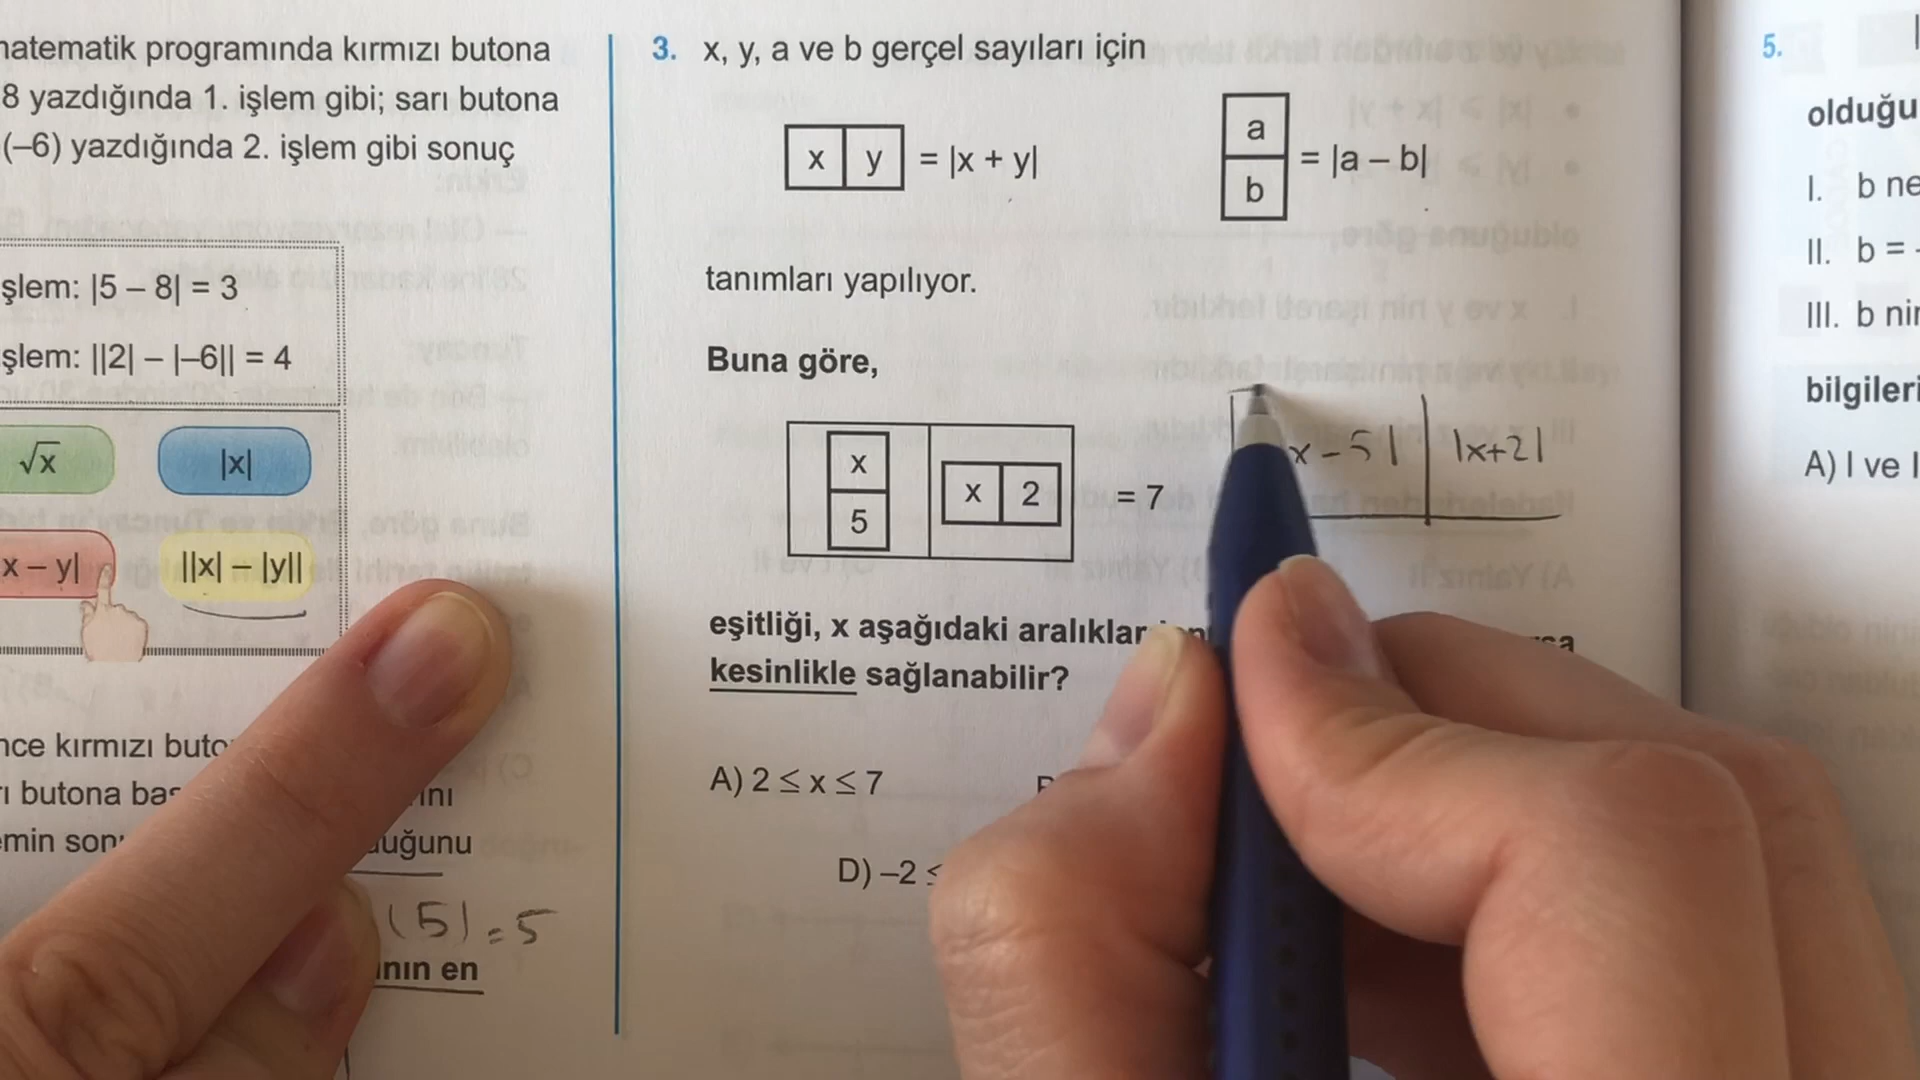 matematik programında kırmızı butona
8 yazdığında 1. işlem gibi; sarı butona
(–6) yazdığında 2. işlem gibi sonuç
şlem: |5 – 8| = 3
şlem: ||2| – |–6|| = 4
√x |x|
x – y| ||x| – |y||
nce kırmızı buto
ı butona bas ını
emin son uğunu
(5) = 5
nın en
3. x, y, a ve b gerçel sayıları için
x y = |x + y|
a
b
= |a – b|
tanımları yapılıyor.
Buna göre,
x
5
x 2 = 7
x – 5| |x+2|
eşitliği, x aşağıdaki aralıklar
kesinlikle sağlanabilir?
A) 2 ≤ x ≤ 7
D) –2 ≤
5.
olduğu
I. b ne
II. b = -
III. b nin
bilgileri
A) I ve I